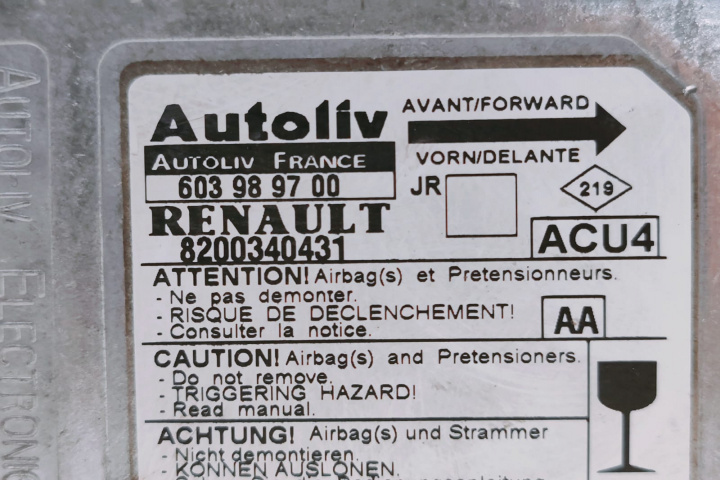 Autoliv
AVANT/FORWARD
AUTOLIV FRANCE
VORN/DELANTE
603 98 97 00
JR
219
RENAULT
8200340431
ACU4
ATTENTION! Airbag(s) et Pretensionneurs.
- Ne pas demonter.
- RISQUE DE DECLENCHEMENT!
- Consulter la notice.
AA
CAUTION! Airbag(s) and Pretensioners.
- Do not remove.
- TRIGGERING HAZARD!
- Read manual.
ACHTUNG! Airbag(s) und Strammer
- Nicht demontieren.
- KONNEN AUSLONEN.
AUTOLIV ELECTRONIC